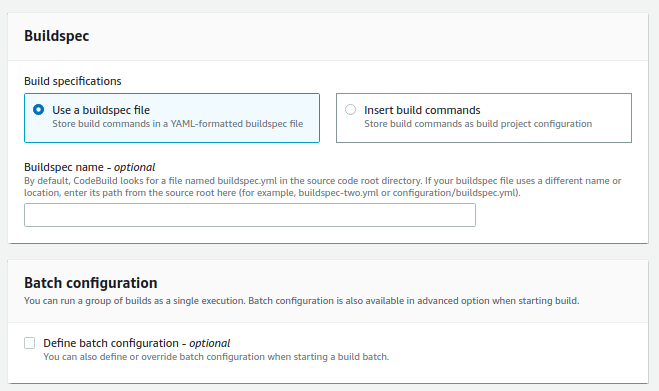 Buildspec
Build specifications
Use a buildspec file
Store build commands in a YAML-formatted buildspec file
Insert build commands
Store build commands as build project configuration
Buildspec name - optional
By default, CodeBuild looks for a file named buildspec.yml in the source code root directory. If your buildspec file uses a different name or
location, enter its path from the source root here (for example, buildspec-two.yml or configuration/buildspec.yml).
Batch configuration
You can run a group of builds as a single execution. Batch configuration is also available in advanced option when starting build.
Define batch configuration - optional
You can also define or override batch configuration when starting a build batch.